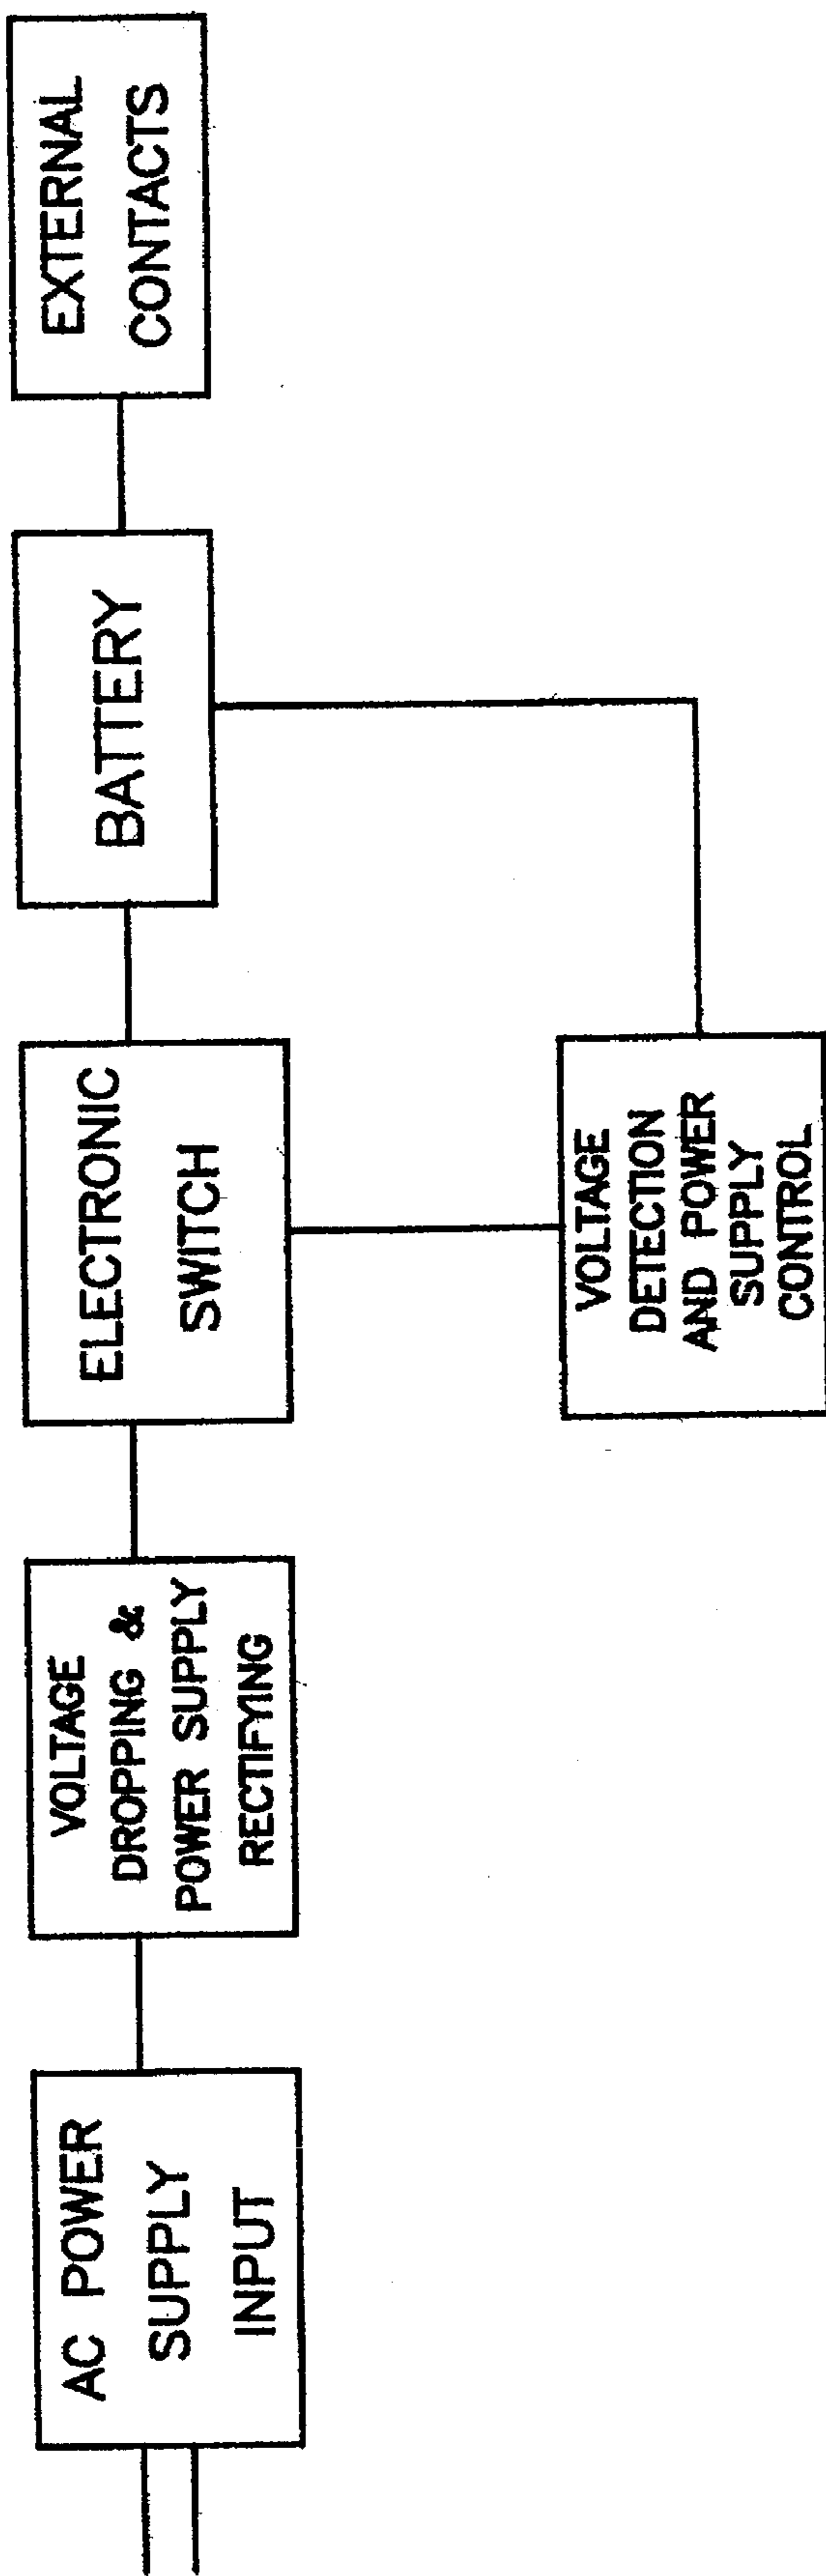 AC POWER
SUPPLY
INPUT
VOLTAGE
DROPPING &
POWER SUPPLY
RECTIFYING
ELECTRONIC
SWITCH
BATTERY
EXTERNAL
CONTACTS
VOLTAGE
DETECTION
AND POWER
SUPPLY
CONTROL